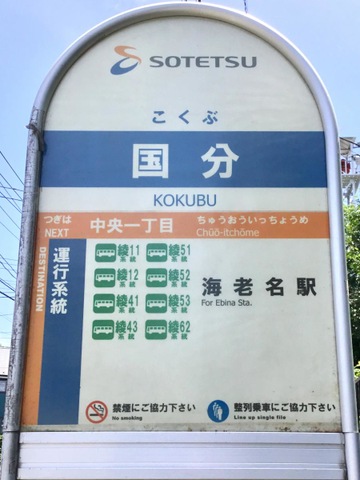 SOTETSU
こくぶ
国分
KOKUBU
つぎは
NEXT
中央一丁目
ちゅうおういっちょうめ
Chūō-itchōme
運行系統
DESTINATION
綾11系統 綾51系統
綾12系統 綾52系統
綾41系統 綾53系統
綾43系統 綾62系統
海老名駅
For Ebina Sta.
禁煙にご協力下さい
No smoking
整列乗車にご協力下さい
Line up single file